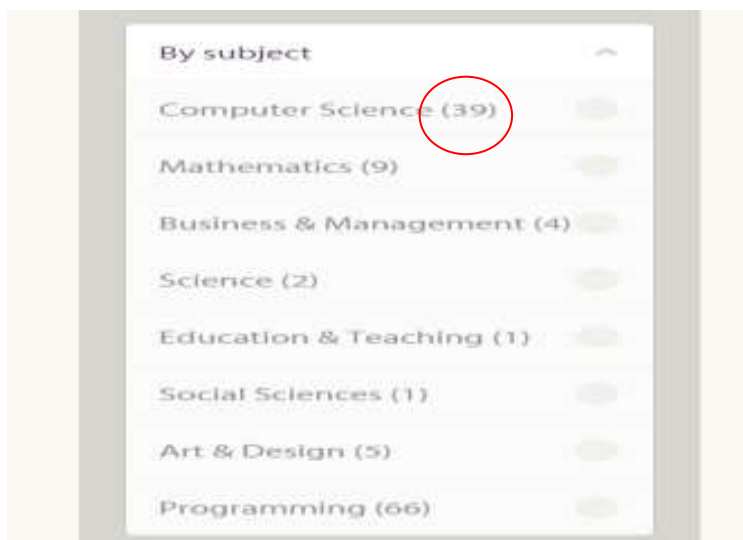 By subject
Computer Science (39)
Mathematics (9)
Business & Management (4)
Science (2)
Education & Teaching (1)
Social Sciences (1)
Art & Design (5)
Programming (66)